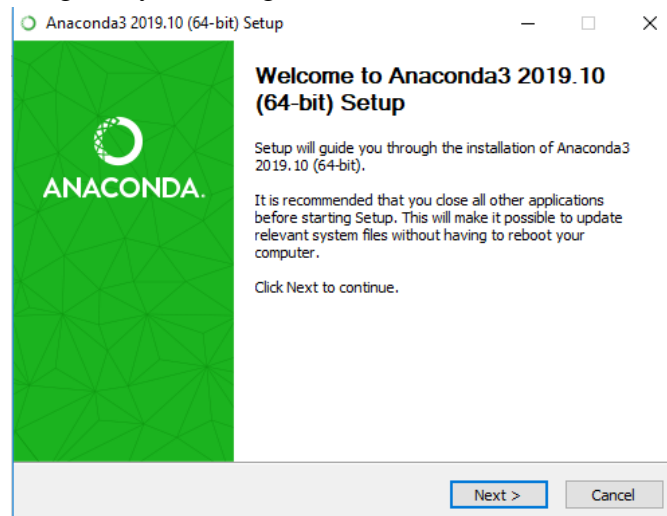 Anaconda3 2019.10 (64-bit) Setup
Welcome to Anaconda3 2019.10
(64-bit) Setup
Setup will guide you through the installation of Anaconda3
2019.10 (64-bit).
It is recommended that you close all other applications
before starting Setup. This will make it possible to update
relevant system files without having to reboot your
computer.
Click Next to continue.
ANACONDA.
Next >
Cancel